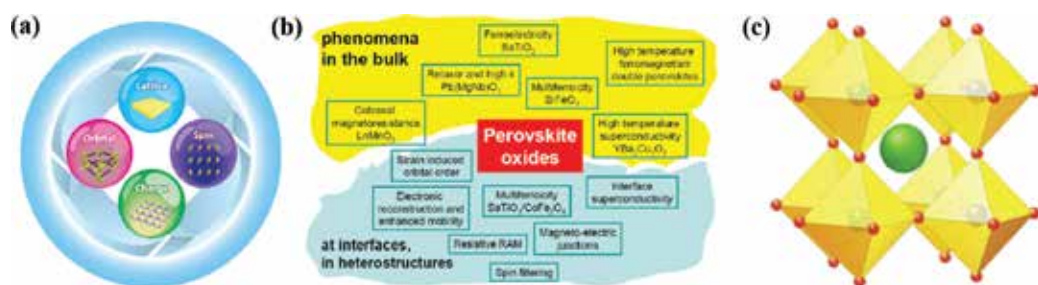 (a)
Lattice
Orbital
Spin
Charge
(b)
phenomena
in the bulk
Ferroelectricity
BaTiO₃
High temperature
ferromagnetism
double perovskites
Relaxor and high κ
Pb(MgNb)O₃
Multiferroicity
BiFeO₃
Colossal
magnetoresistance
LnMnO₃
High temperature
superconductivity
YBa₂Cu₃O₇
Perovskite
oxides
Strain induced
orbital order
Electronic
reconstruction and
enhanced mobility
Multiferroicity
BaTiO₃/CoFe₂O₄
Interface
superconductivity
at interfaces,
in heterostructures
Resistive RAM
Magneto-electric
junctions
Spin filtering
(c)